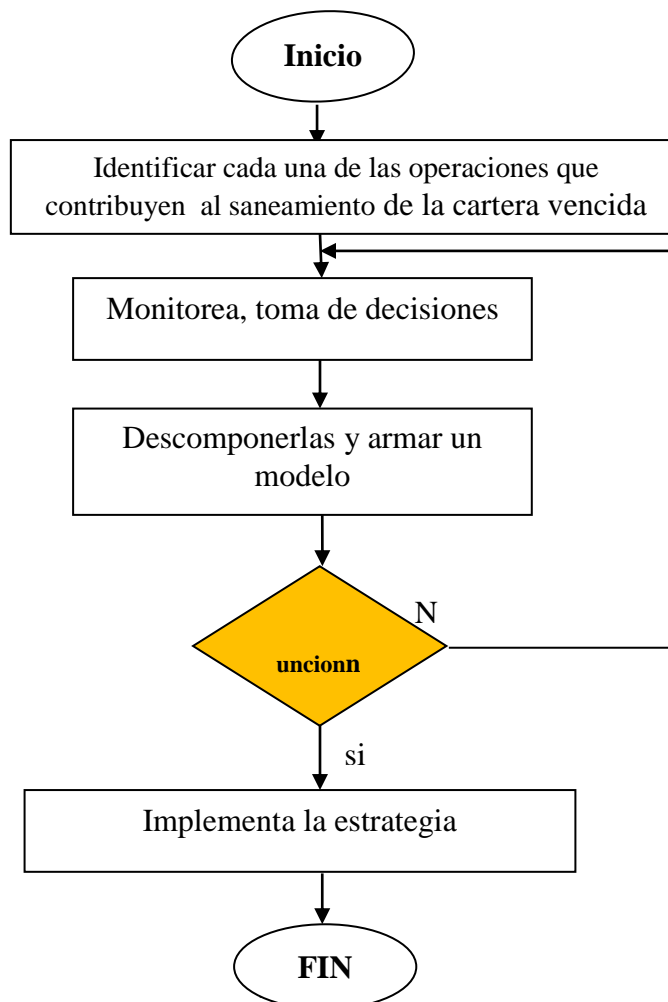 Inicio
Identificar cada una de las operaciones que
contribuyen al saneamiento de la cartera vencida
Monitorea, toma de decisiones
Descomponerlas y armar un
modelo
N
uncionn
si
Implementa la estrategia
FIN